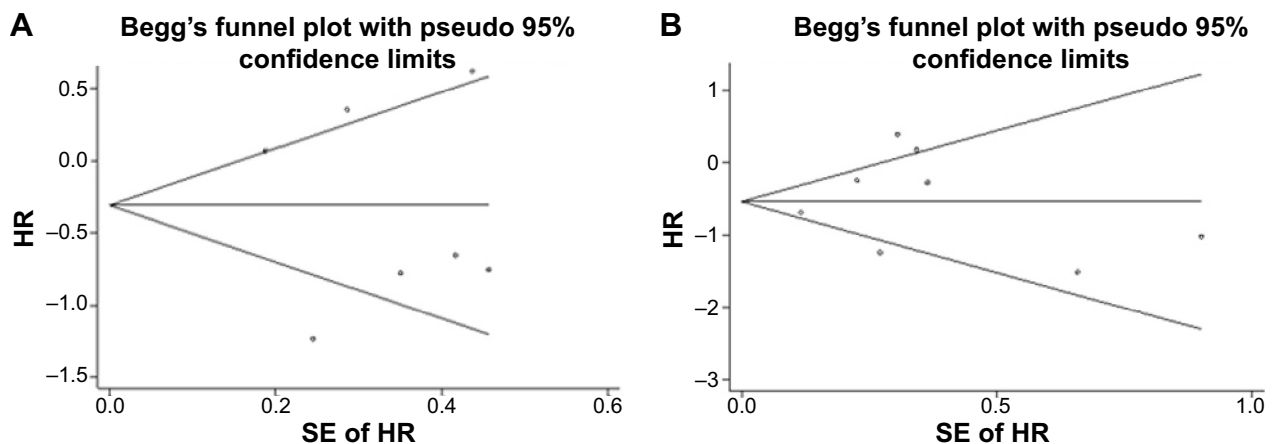 A
Begg’s funnel plot with pseudo 95%
confidence limits
0.5
0.0
–0.5
–1.0
–1.5
HR
0.0
0.2
0.4
0.6
SE of HR
B
Begg’s funnel plot with pseudo 95%
confidence limits
1
0
–1
–2
–3
HR
0.0
0.5
1.0
SE of HR